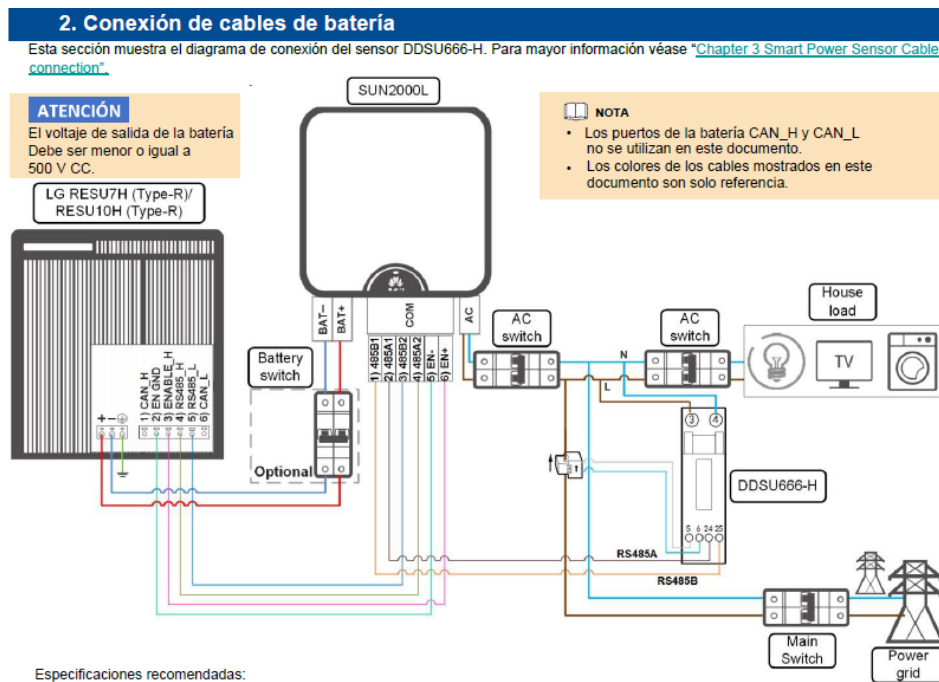 2. Conexión de cables de batería
Esta sección muestra el diagrama de conexión del sensor DDSU666-H. Para mayor información véase “Chapter 3 Smart Power Sensor Cable
connection”.
SUN2000L
ATENCIÓN
El voltaje de salida de la batería
Debe ser menor o igual a
500 V CC.
NOTA
• Los puertos de la batería CAN_H y CAN_L
no se utilizan en este documento.
• Los colores de los cables mostrados en este
documento son solo referencia.
LG RESU7H (Type-R)/
RESU10H (Type-R)
BAT−
BAT+
COM
AC
1) 485B1
2) 485A1
3) 485B2
4) 485A2
5) EN-
6) EN+
AC
switch
N
L
AC
switch
House
load
TV
Battery
switch
Optional
+ −
1) CAN_H
2) EN GND
3) ENABLE_H
4) RS485_H
5) RS485_L
6) CAN_L
3 4
DDSU666-H
5 6 24 25
RS485A
RS485B
Main
Switch
Power
grid
Especificaciones recomendadas: